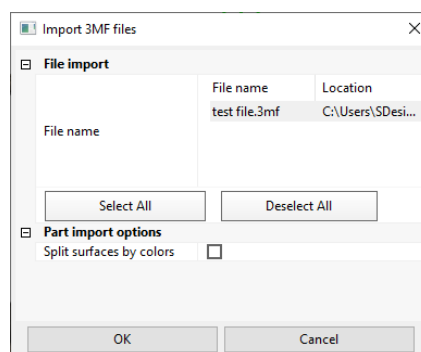 Import 3MF files
File import
File name Location
test file.3mf C:\Users\SDesi...
File name
Select All Deselect All
Part import options
Split surfaces by colors
OK Cancel